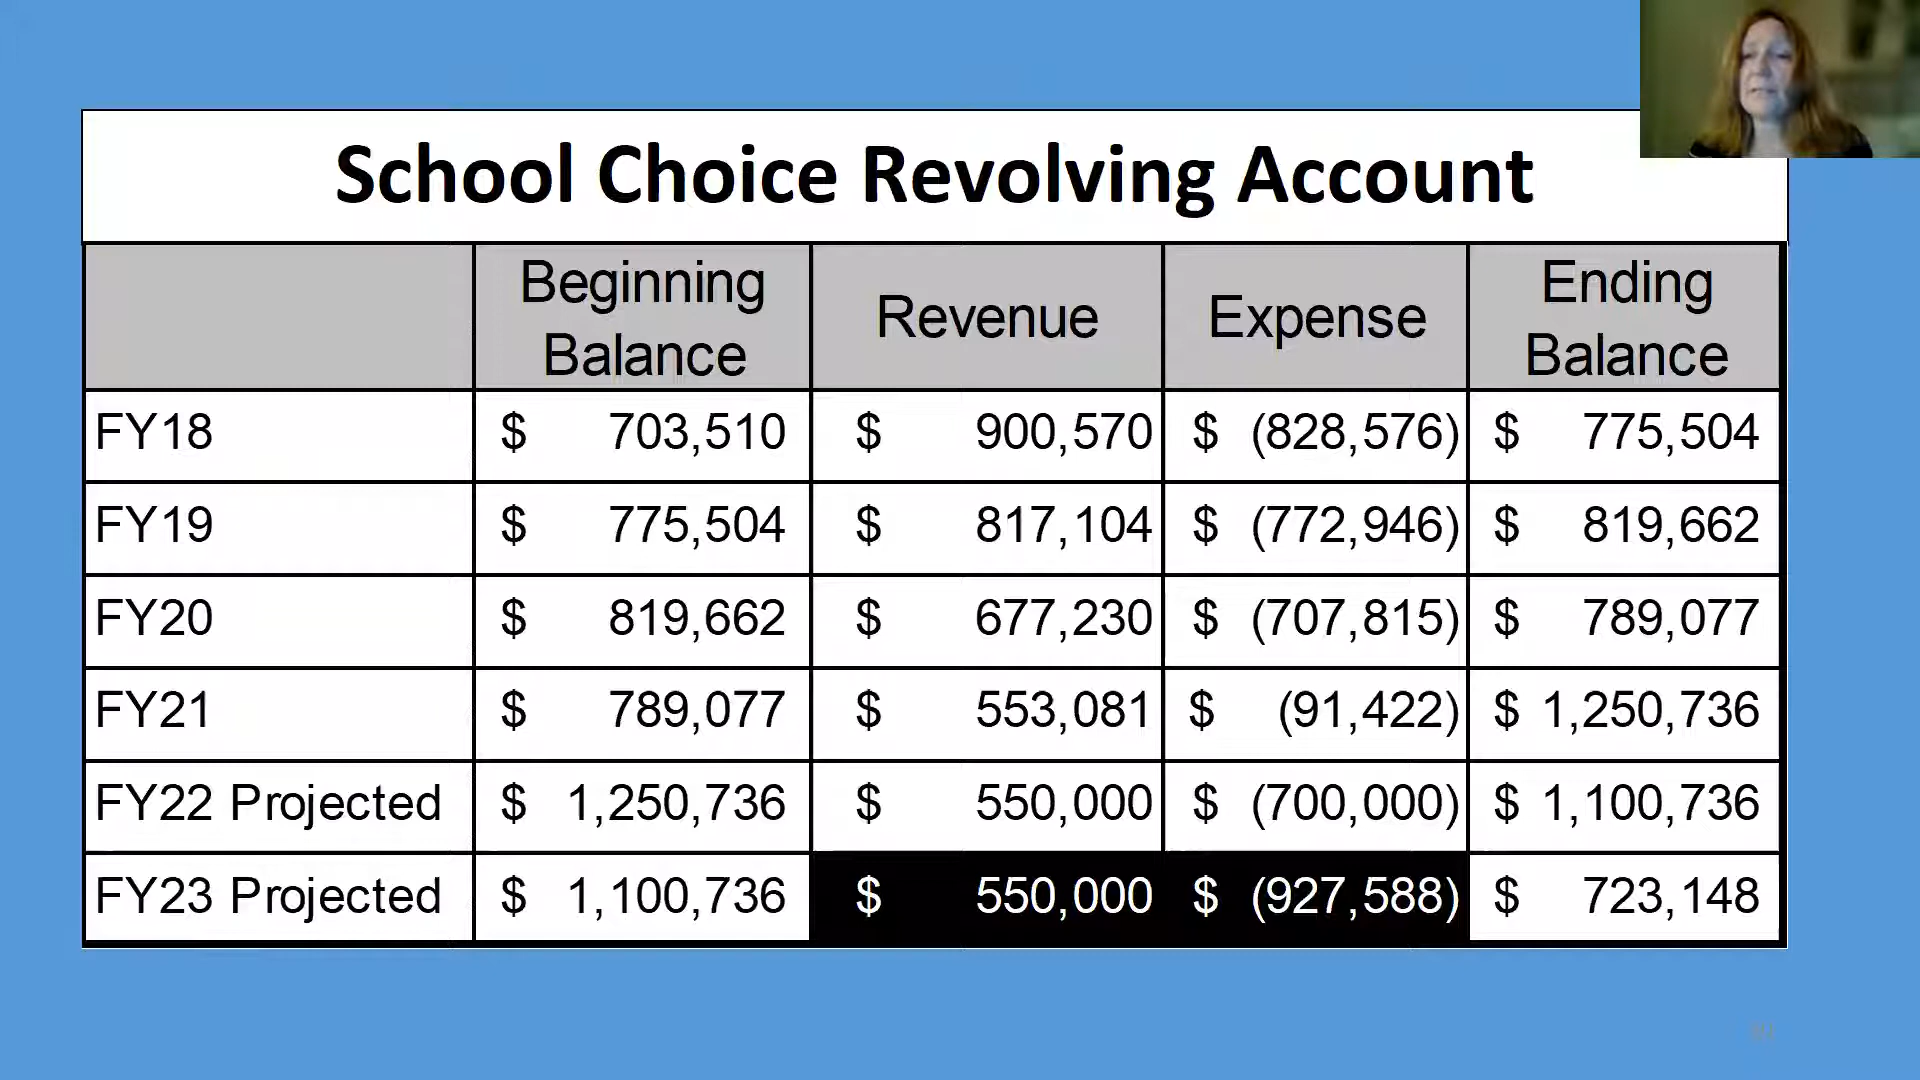 School Choice Revolving Account
Beginning Balance Revenue Expense Ending Balance
FY18 $ 703,510 $ 900,570 $ (828,576) $ 775,504
FY19 $ 775,504 $ 817,104 $ (772,946) $ 819,662
FY20 $ 819,662 $ 677,230 $ (707,815) $ 789,077
FY21 $ 789,077 $ 553,081 $ (91,422) $ 1,250,736
FY22 Projected $ 1,250,736 $ 550,000 $ (700,000) $ 1,100,736
FY23 Projected $ 1,100,736 $ 550,000 $ (927,588) $ 723,148